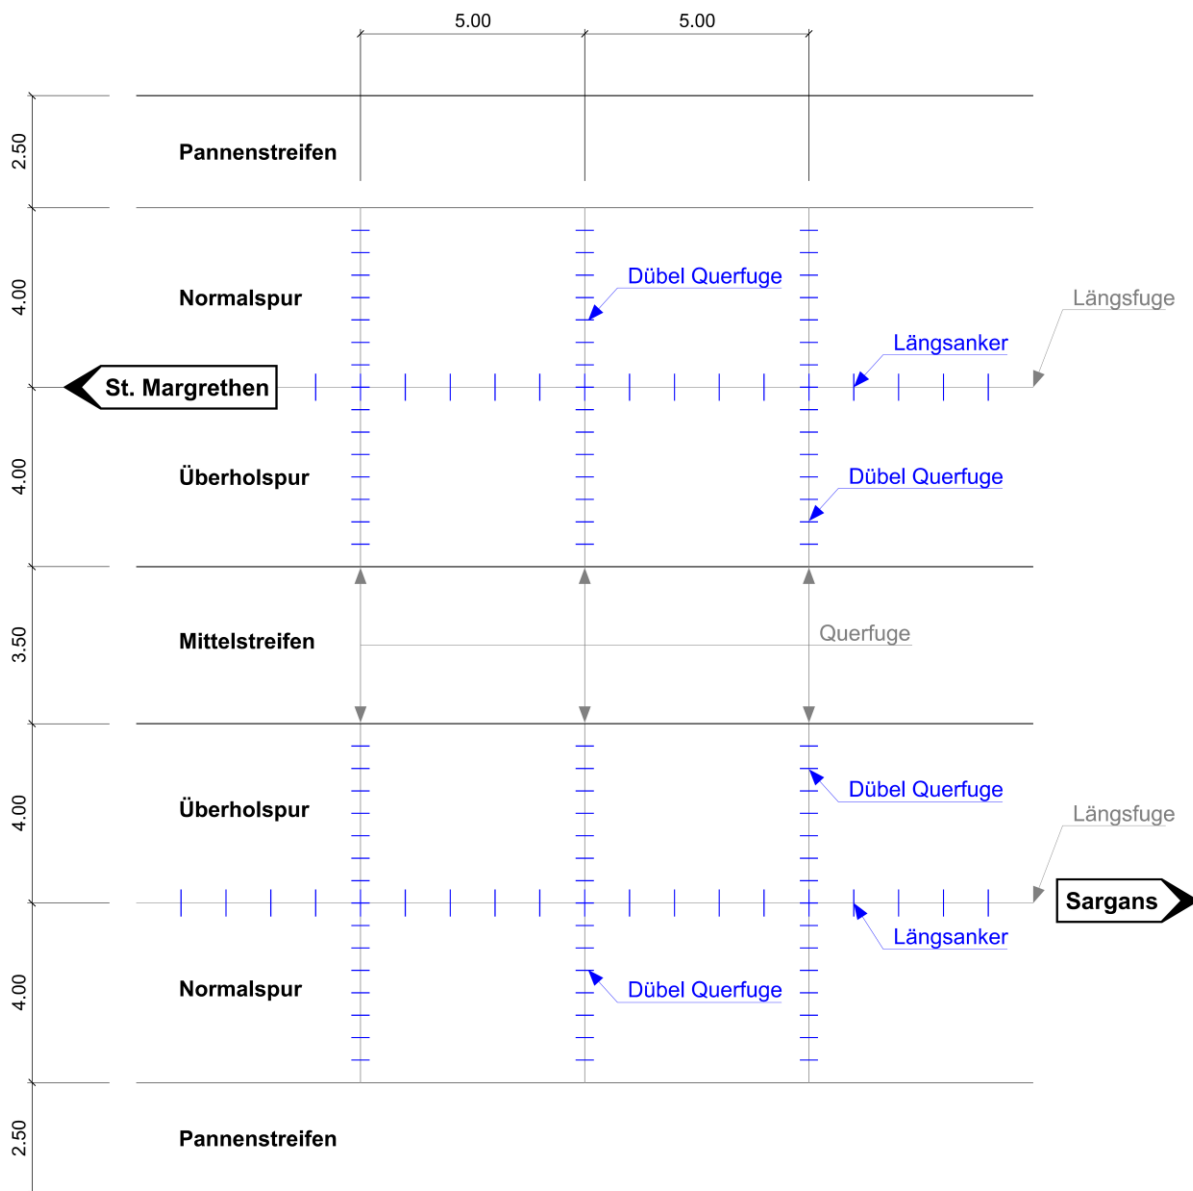 5.00 5.00
2.50
Pannenstreifen
4.00
Normalspur
Dübel Querfuge
Längsfuge
Längsanker
St. Margrethen
4.00
Überholspur
Dübel Querfuge
3.50
Mittelstreifen
Querfuge
4.00
Überholspur
Dübel Querfuge
Längsfuge
Sargans
Längsanker
4.00
Normalspur
Dübel Querfuge
2.50
Pannenstreifen